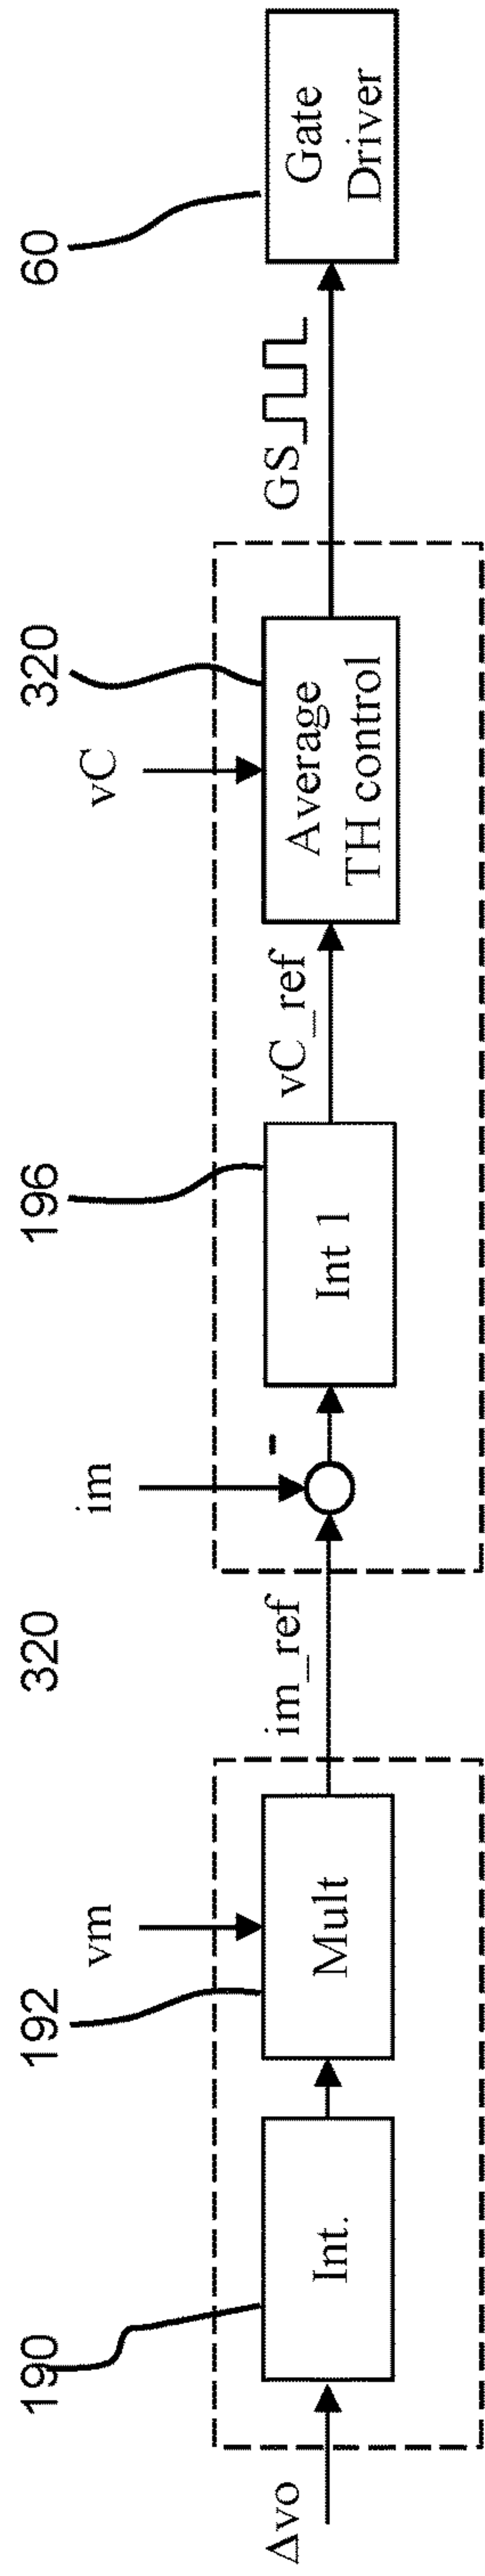 Δvo
190
Int.
192
vm
Mult
im_ref
320
im
-
196
Int 1
vC_ref
vC
320
Average
TH control
GS
60
Gate
Driver